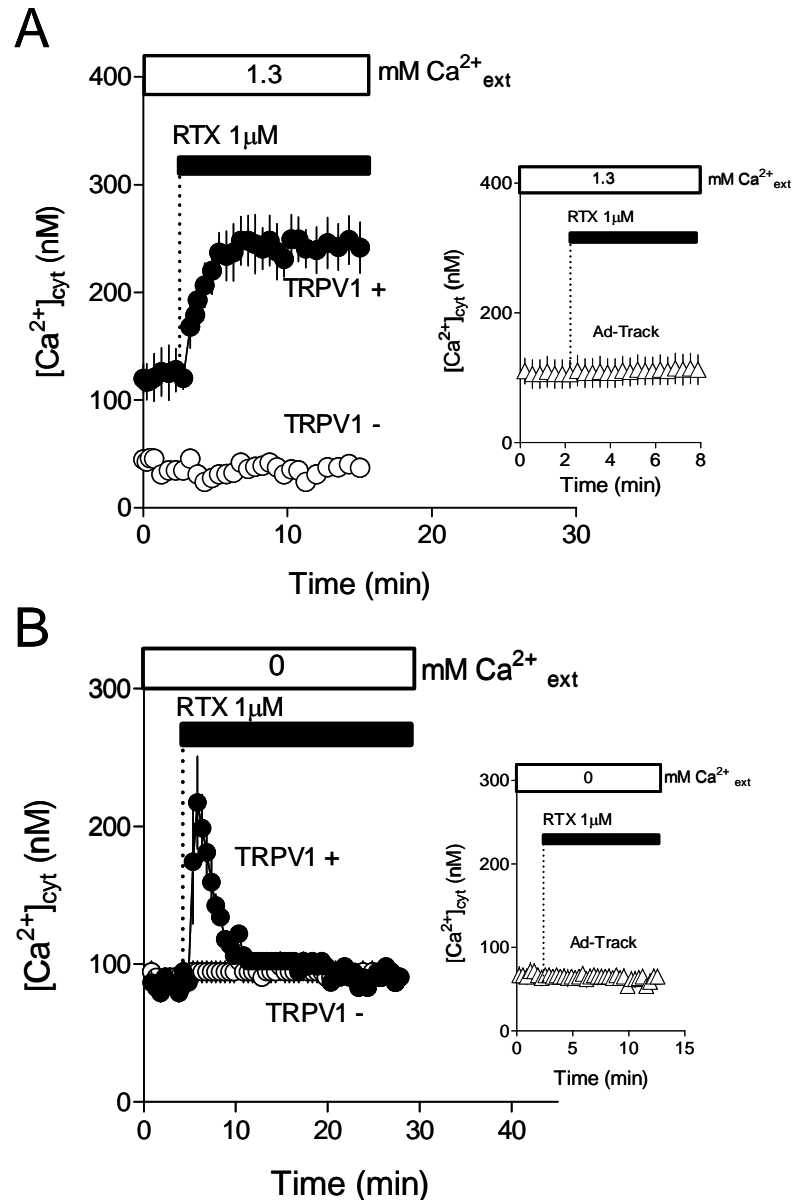 A
400
1.3
mM Ca2+ext
RTX 1μM
300
200
100
0
[Ca2+]cyt (nM)
TRPV1 +
TRPV1 -
0
10
20
30
Time (min)
400
1.3
mM Ca2+ext
RTX 1μM
200
0
[Ca2+]cyt (nM)
Ad-Track
0
2
4
6
8
Time (min)
B
0
mM Ca2+ ext
300
RTX 1μM
200
100
0
[Ca2+]cyt (nM)
TRPV1 +
TRPV1 -
0
10
20
30
40
Time (min)
300
0
mM Ca2+ ext
RTX 1μM
200
100
0
[Ca2+]cyt (nM)
Ad-Track
0
5
10
15
Time (min)